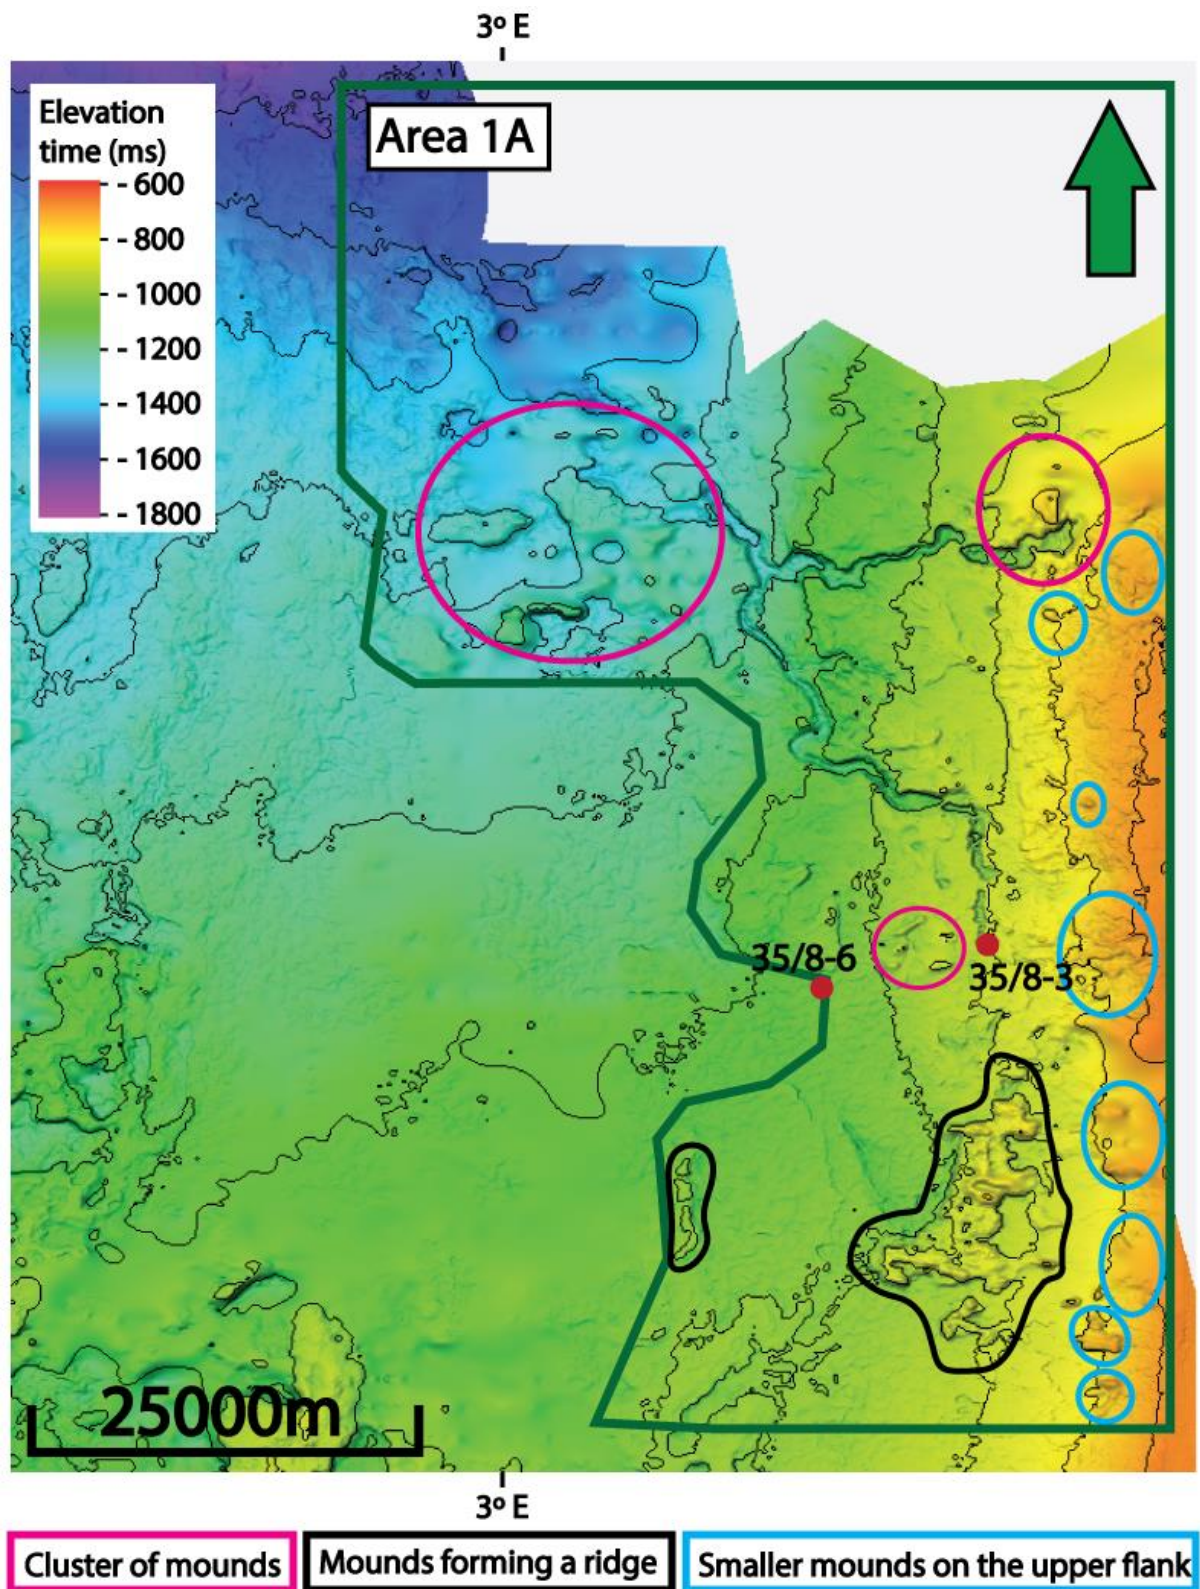 3º E
Elevation
time (ms)
- 600
- 800
- 1000
- 1200
- 1400
- 1600
- 1800
Area 1A
35/8-6
35/8-3
25000m
3º E
Cluster of mounds
Mounds forming a ridge
Smaller mounds on the upper flank